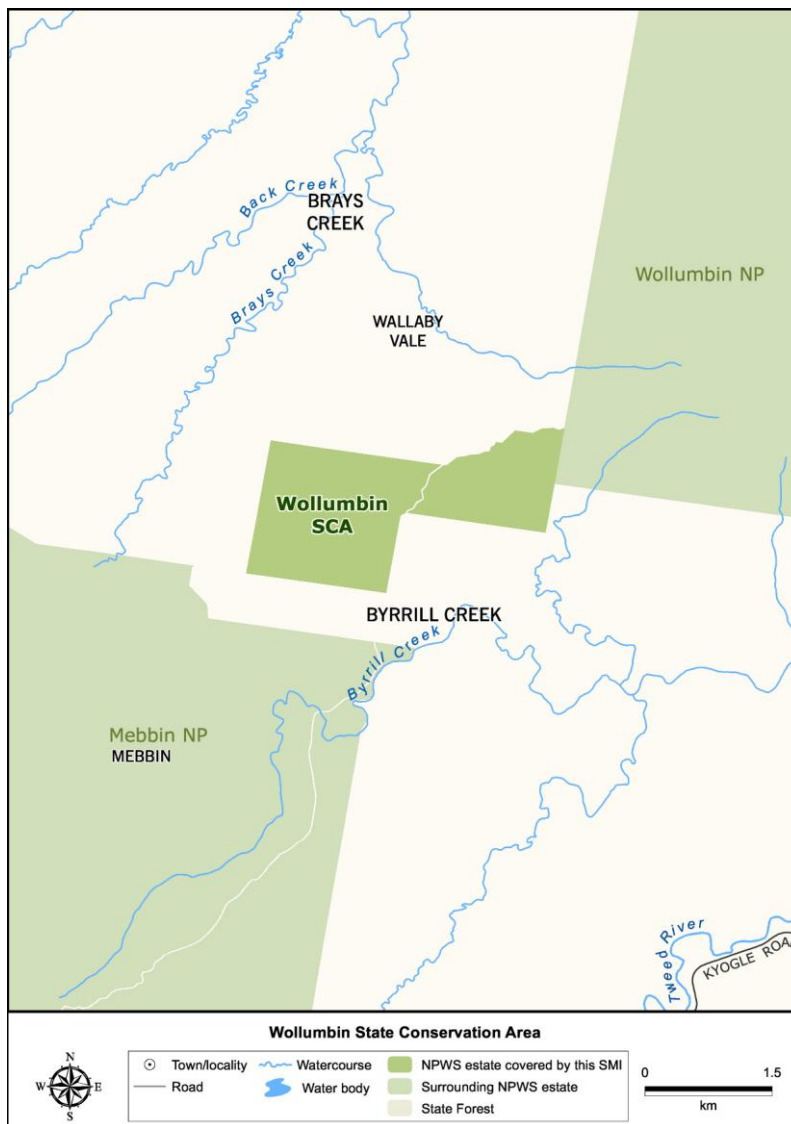 Back Creek
BRAYS
CREEK
Brays Creek
Wollumbin NP
WALLABY
VALE
Wollumbin
SCA
BYRRILL CREEK
Byrrill Creek
Mebbin NP
MEBBIN
Tweed River
KYOGLE ROAD
Wollumbin State Conservation Area
N
W E
S
Town/locality
Watercourse
NPWS estate covered by this SMI
Road
Water body
Surrounding NPWS estate
State Forest
0 1.5
km